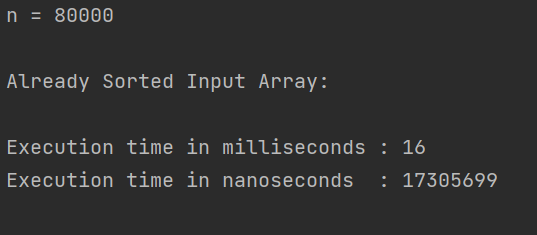 n = 80000
Already Sorted Input Array:
Execution time in milliseconds : 16
Execution time in nanoseconds  : 17305699